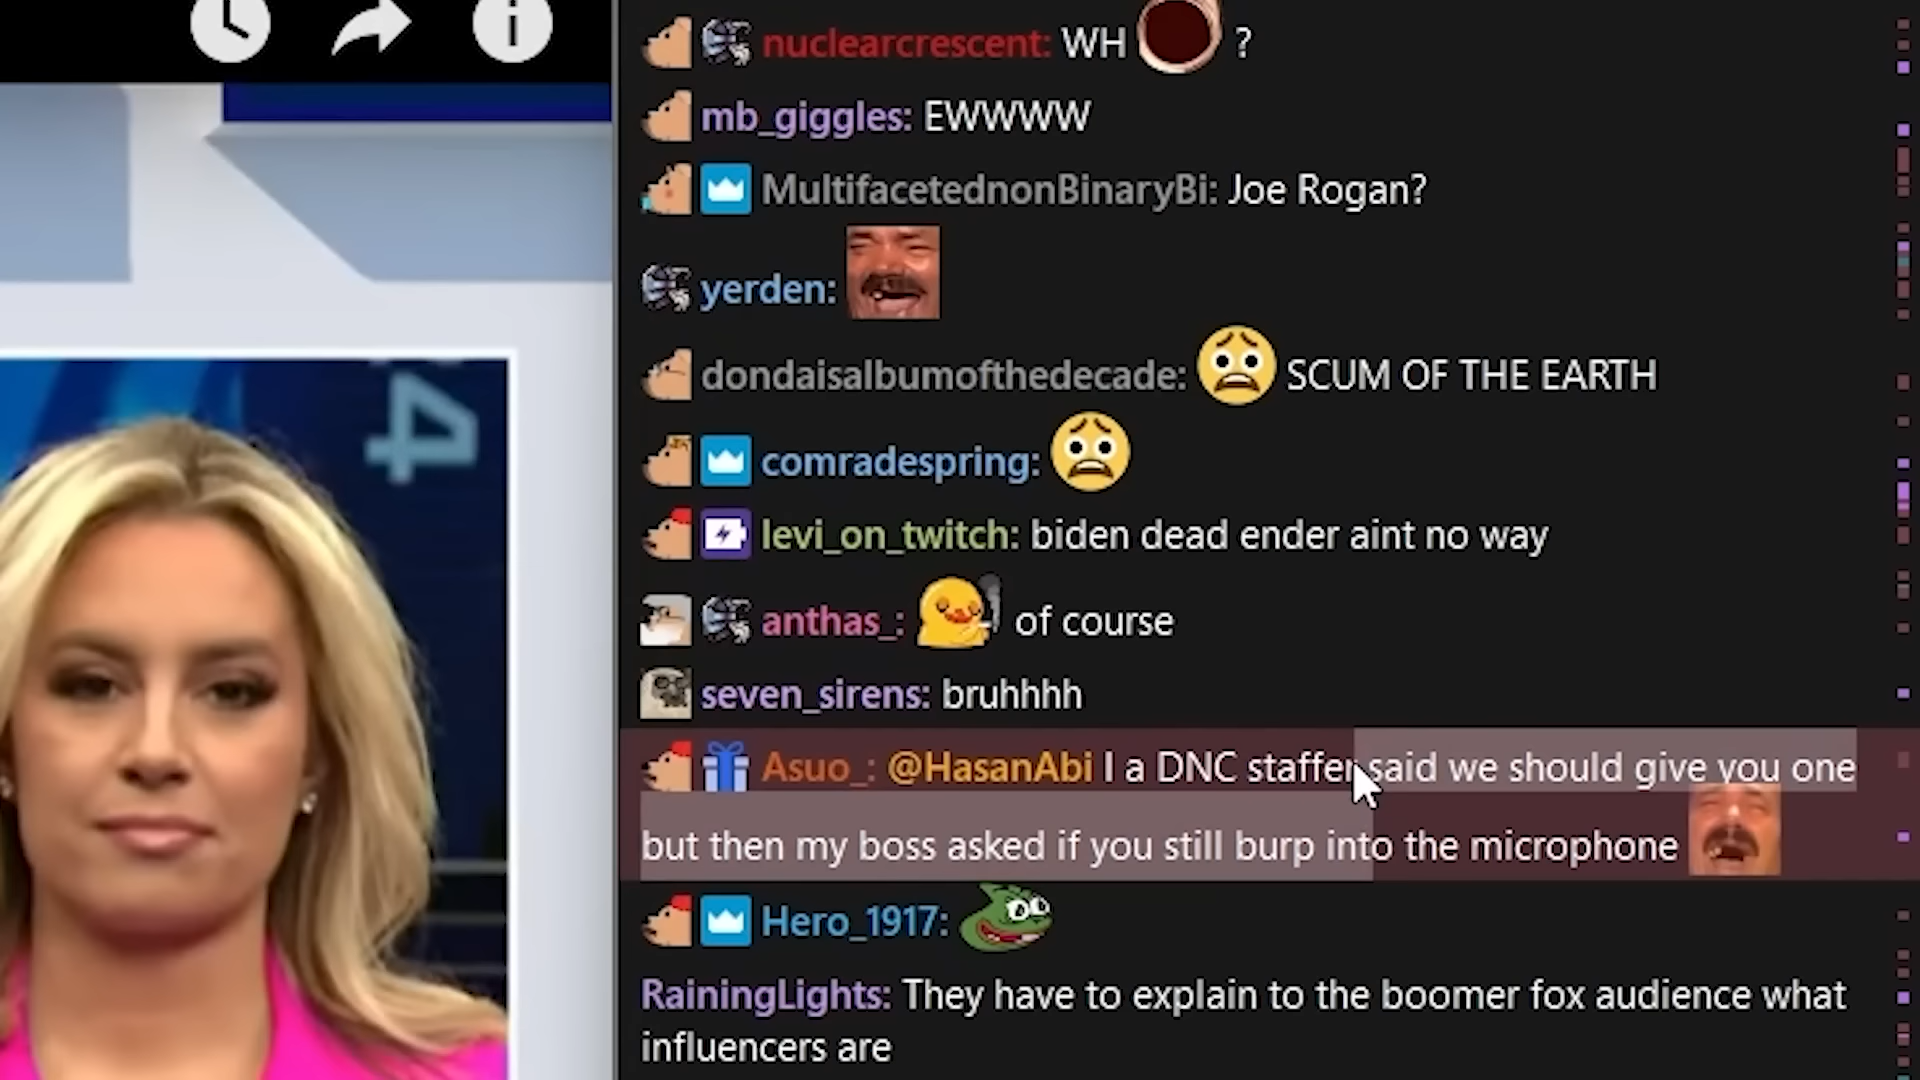 nuclearcrescent: WH ?
mb_giggles: EWWWW
MultifacetednonBinaryBi: Joe Rogan?
yerden:
dondaisalbumofthedecade: SCUM OF THE EARTH
4
comradespring:
levi_on_twitch: biden dead ender aint no way
anthas_: of course
seven_sirens: bruhhhh
Asuo_: @HasanAbi I a DNC staffer said we should give you one
but then my boss asked if you still burp into the microphone
Hero_1917:
RainingLights: They have to explain to the boomer fox audience what
influencers are